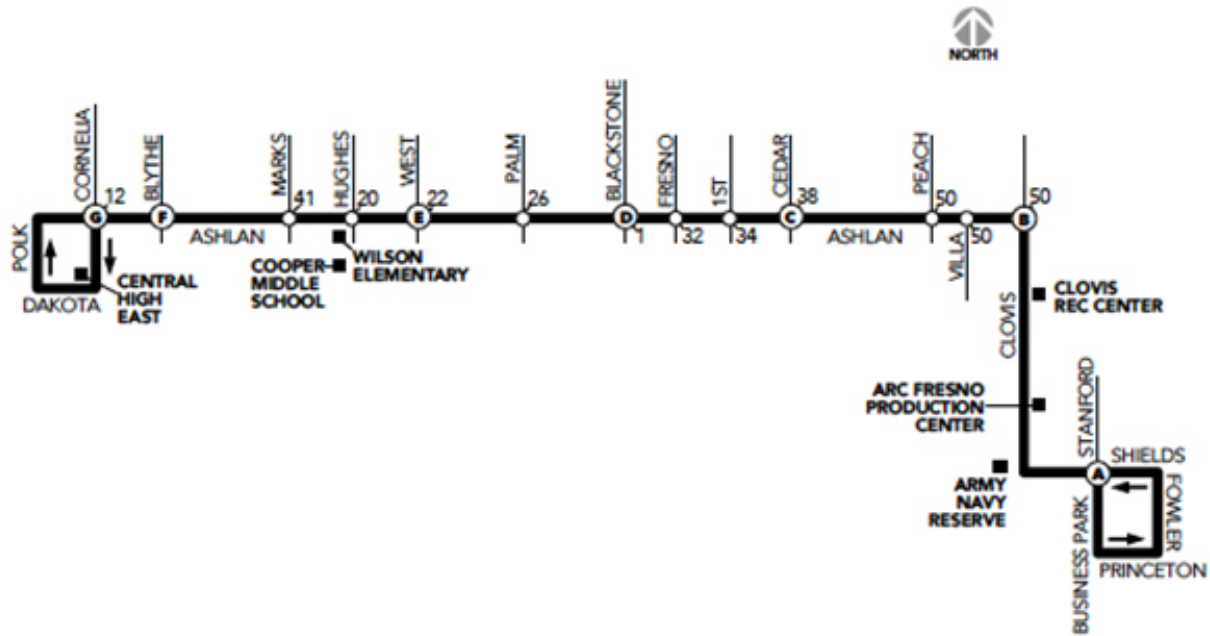 NORTH
CORNELIA
BLYTHE
MARKS
HUGHES
WEST
PALM
BLACKSTONE
FRESNO
1ST
CEDAR
PEACH
12
41
20
22
26
38
50
50
G
F
E
D
C
B
POLK
ASHLAN
1
32
34
ASHLAN
VILLA
50
WILSON
ELEMENTARY
COOPER
MIDDLE
SCHOOL
CENTRAL
HIGH
EAST
DAKOTA
CLOVIS
CLOVIS
REC CENTER
ARC FRESNO
PRODUCTION
CENTER
STANFORD
SHIELDS
A
ARMY
NAVY
RESERVE
FOWLER
BUSINESS PARK
PRINCETON